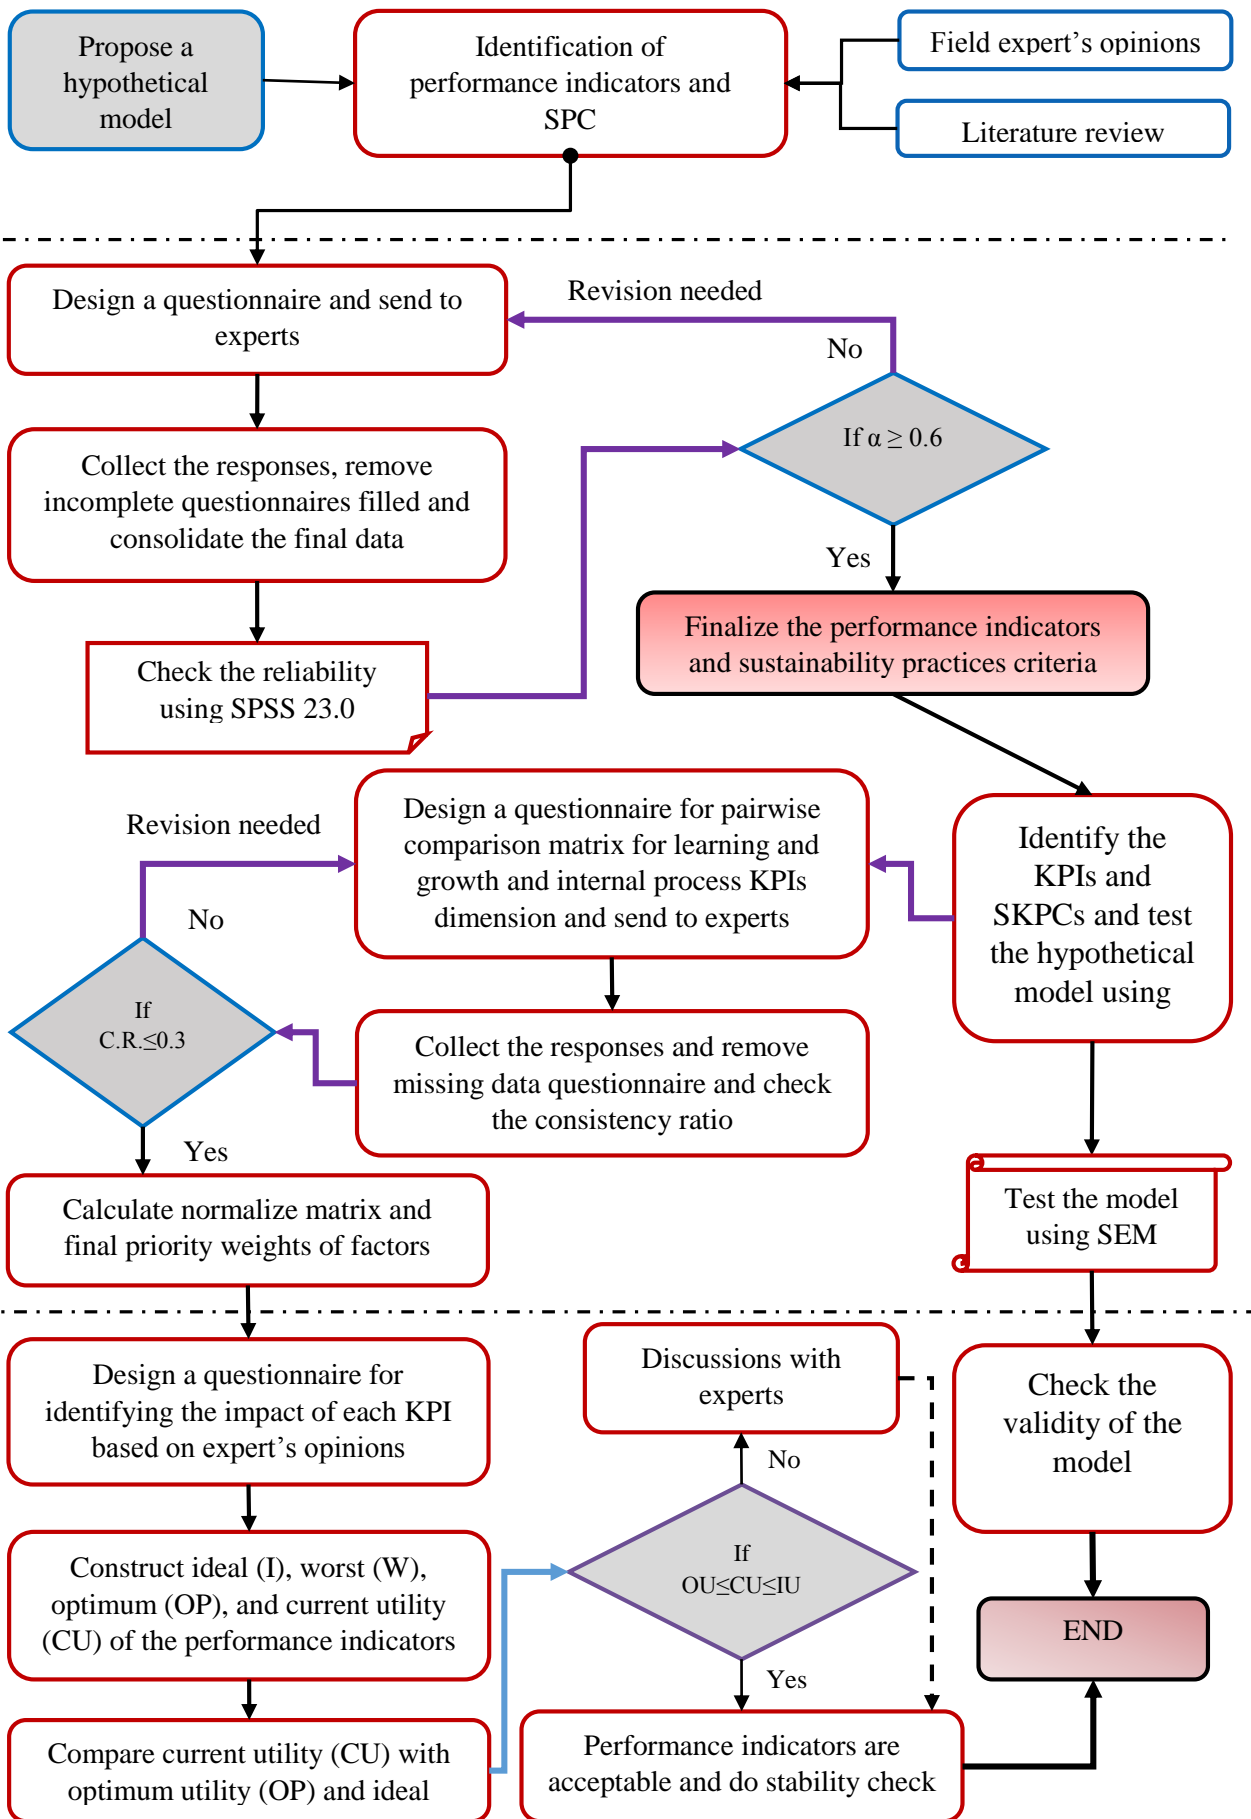 Propose a
hypothetical
model
Identification of
performance indicators and
SPC
Field expert's opinions
Literature review
Design a questionnaire and send to
experts
Revision needed
No
If α ≥ 0.6
Collect the responses, remove
incomplete questionnaires filled and
consolidate the final data
Yes
Finalize the performance indicators
and sustainability practices criteria
Check the reliability
using SPSS 23.0
Design a questionnaire for pairwise
comparison matrix for learning and
growth and internal process KPIs
dimension and send to experts
Revision needed
No
Identify the
KPIs and
SKPCs and test
the hypothetical
model using
If
C.R.≤0.3
Collect the responses and remove
missing data questionnaire and check
the consistency ratio
Yes
Calculate normalize matrix and
final priority weights of factors
Test the model
using SEM
Design a questionnaire for
identifying the impact of each KPI
based on expert's opinions
Discussions with
experts
Check the
validity of the
model
No
Construct ideal (I), worst (W),
optimum (OP), and current utility
(CU) of the performance indicators
If
OU≤CU≤IU
END
Yes
Compare current utility (CU) with
optimum utility (OP) and ideal
Performance indicators are
acceptable and do stability check